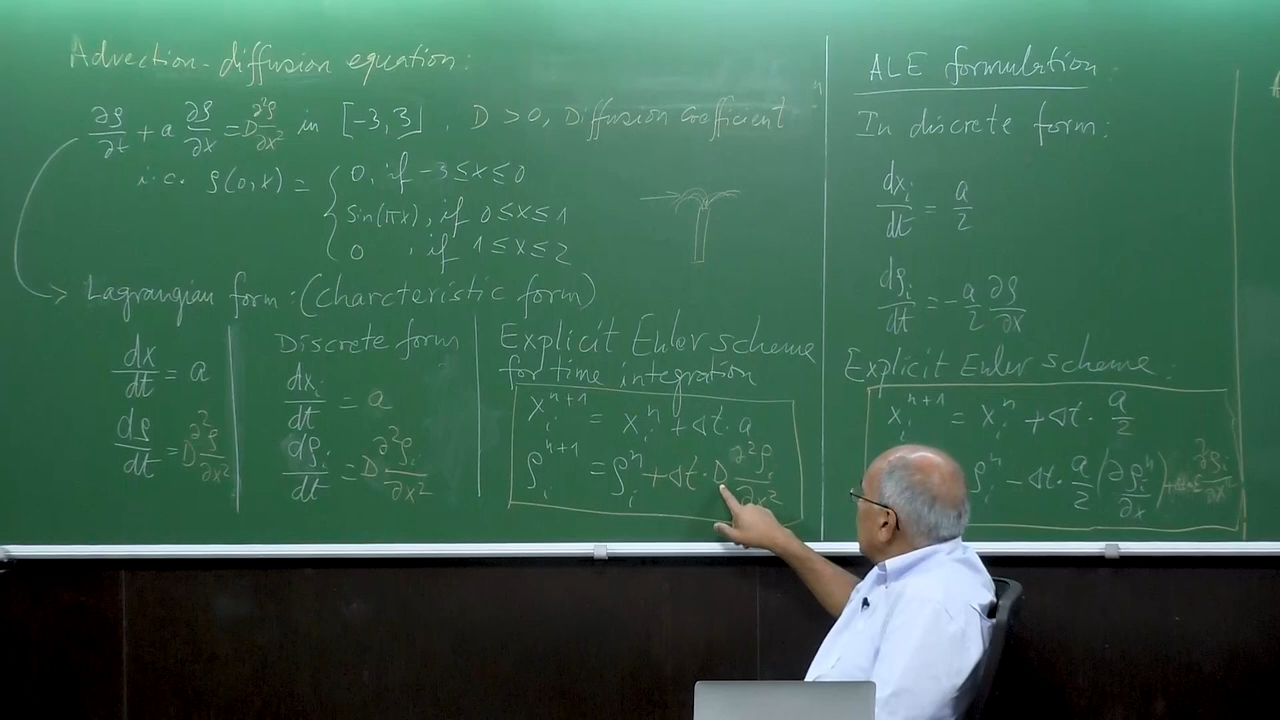 Advection-diffusion equation:
∂ρ/∂t + a ∂ρ/∂x = D ∂²ρ/∂x² in [-3,3], D > 0, Diffusion Coefficient
i.c. ρ(0,x) = { 0, if -3 ≤ x ≤ 0
sin(πx), if 0 ≤ x ≤ 1
0, if 1 ≤ x ≤ 2
Lagrangian form: (charcteristic form)
dx/dt = a
dρ/dt = D ∂²ρ/∂x²
Discrete form
dx_i/dt = a
dρ_i/dt = D ∂²ρ_i/∂x²
Explicit Euler scheme
for time integration
x_i^{n+1} = x_i^n + Δt · a
ρ_i^{n+1} = ρ_i^n + Δt · D ∂²ρ_i/∂x²
ALE formulation:
In discrete form:
dx_i/dt = a/2
dρ_i/dt = - a/2 ∂ρ/∂x
Explicit Euler scheme:
x_i^{n+1} = x_i^n + Δt · a/2
ρ_i^n - Δt · a/2 (∂ρ_i^n/∂x) +